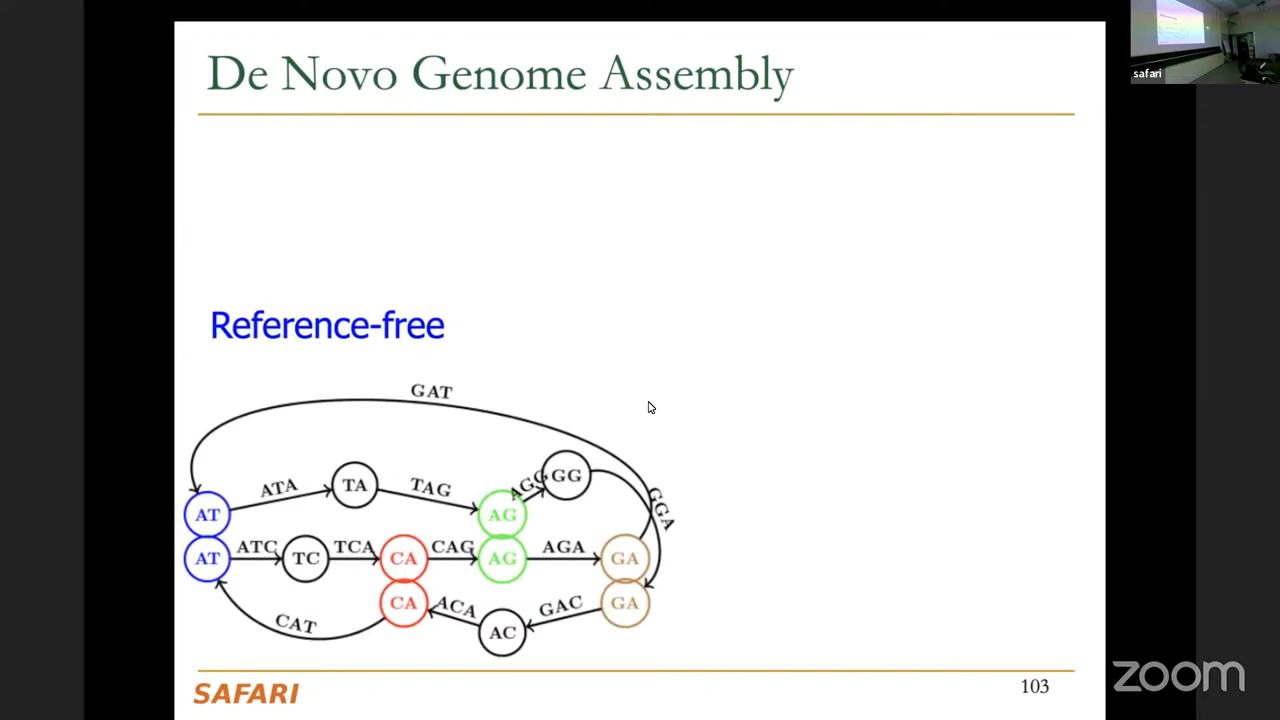 De Novo Genome Assembly
safari
Reference-free
GAT
ATA TA TAG AGG GG GGA
AT AG
AT ATC TC TCA CA CAG AG AGA GA
CAT CA ACA AC GAC GA
SAFARI
103
zoom